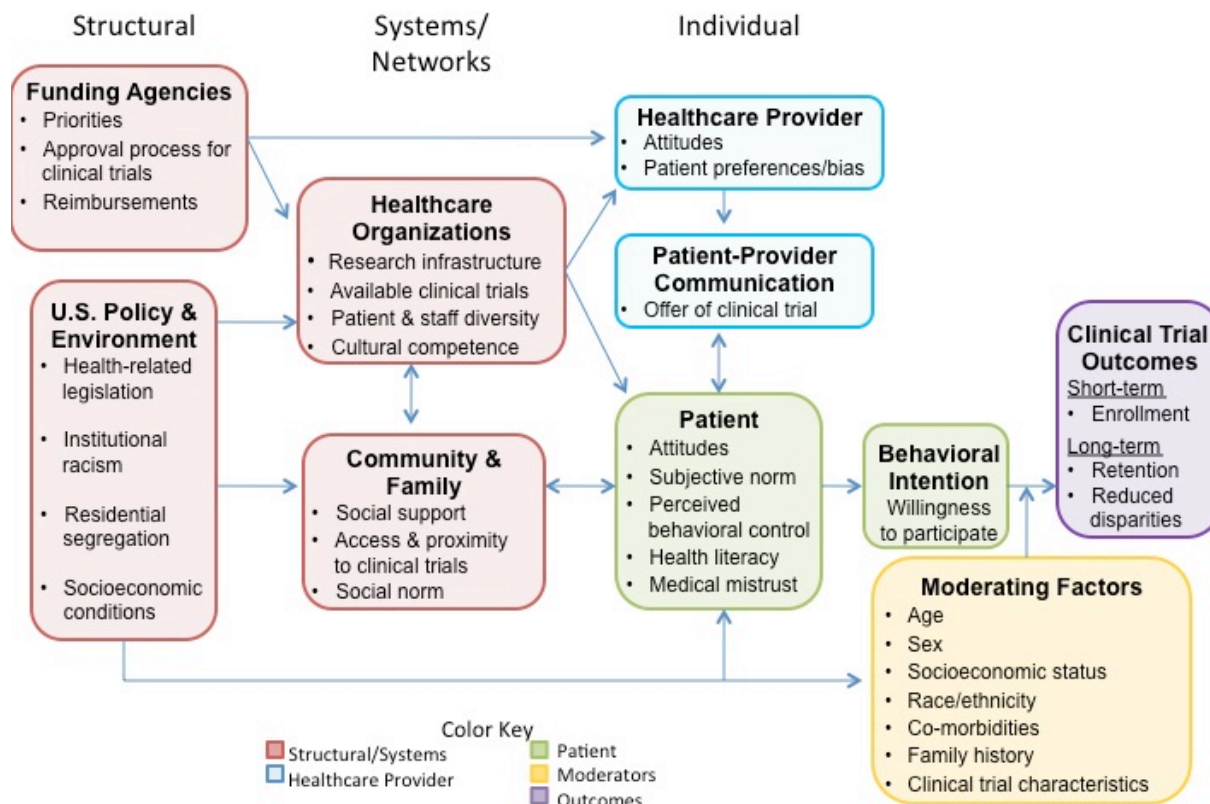 Structural
Systems/
Networks
Individual
Funding Agencies
• Priorities
• Approval process for
clinical trials
• Reimbursements
U.S. Policy &
Environment
• Health-related
legislation
• Institutional
racism
• Residential
segregation
• Socioeconomic
conditions
Healthcare
Organizations
• Research infrastructure
• Available clinical trials
• Patient & staff diversity
• Cultural competence
Community &
Family
• Social support
• Access & proximity
to clinical trials
• Social norm
Healthcare Provider
• Attitudes
• Patient preferences/bias
Patient-Provider
Communication
• Offer of clinical trial
Patient
• Attitudes
• Subjective norm
• Perceived
behavioral control
• Health literacy
• Medical mistrust
Behavioral
Intention
Willingness
to participate
Clinical Trial
Outcomes
Short-term
• Enrollment
Long-term
• Retention
• Reduced
disparities
Moderating Factors
• Age
• Sex
• Socioeconomic status
• Race/ethnicity
• Co-morbidities
• Family history
• Clinical trial characteristics
Color Key
Structural/Systems
Healthcare Provider
Patient
Moderators
Outcomes